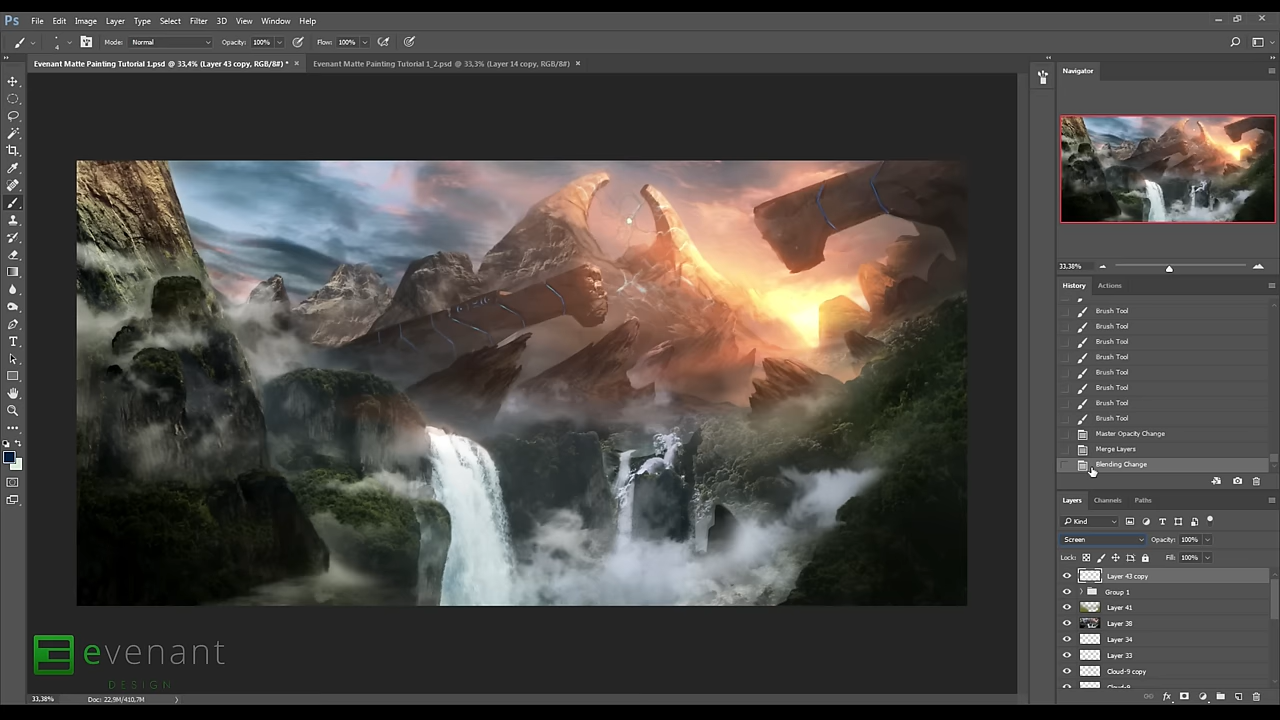 Ps File Edit Image Layer Type Select Filter 3D View Window Help
4 Mode: Normal Opacity: 100% Flow: 100%
Evenant Matte Painting Tutorial 1.psd @ 33,4% (Layer 43 copy, RGB/8#) * × Evenant Matte Painting Tutorial 1_2.psd @ 33,3% (Layer 14 copy, RGB/8#) ×
Navigator
33,38%
History Actions
Brush Tool
Brush Tool
Brush Tool
Brush Tool
Brush Tool
Brush Tool
Brush Tool
Brush Tool
Master Opacity Change
Merge Layers
Blending Change
Layers Channels Paths
Kind
Screen Opacity: 100%
Lock: Fill: 100%
Layer 43 copy
Group 1
Layer 41
Layer 38
Layer 34
Layer 33
Cloud-9 copy
Cloud-9
evenant
DESIGN
33,38% Doc: 22,9M/410,7M